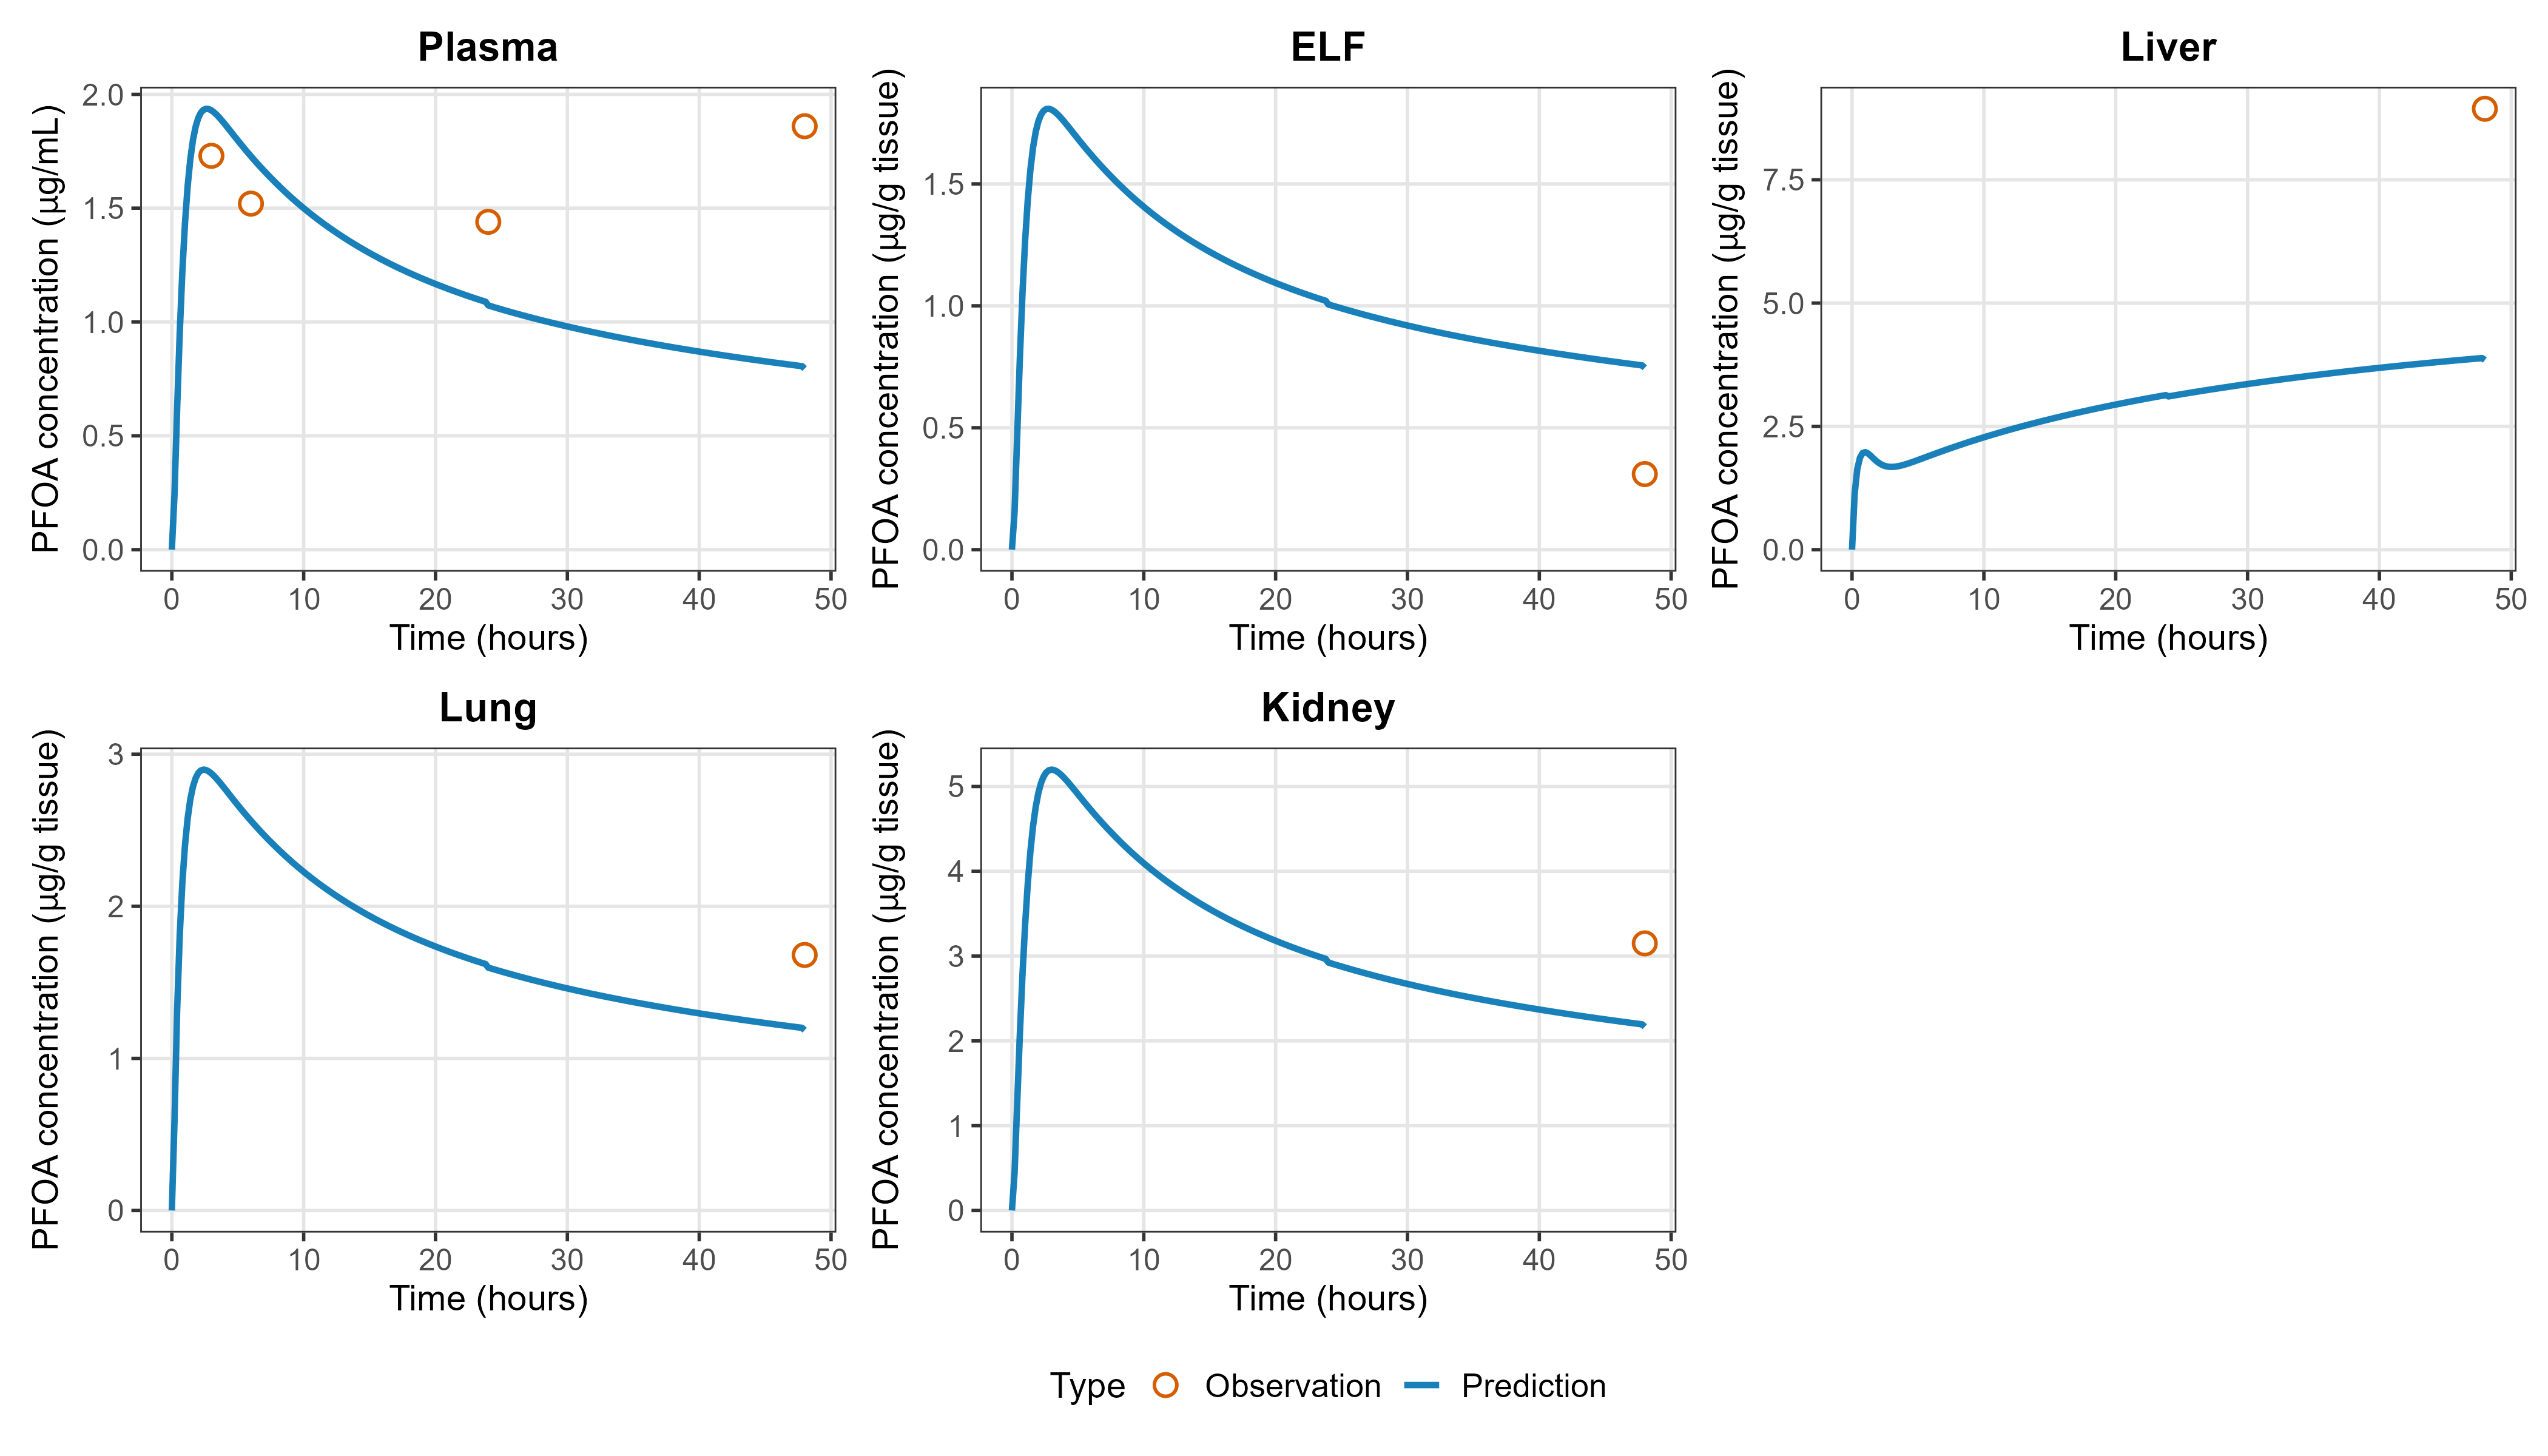 Plasma
PFOA concentration (µg/mL)
2.0
1.5
1.0
0.5
0.0
0 10 20 30 40 50
Time (hours)
ELF
PFOA concentration (µg/g tissue)
1.5
1.0
0.5
0.0
0 10 20 30 40 50
Time (hours)
Liver
PFOA concentration (µg/g tissue)
7.5
5.0
2.5
0.0
0 10 20 30 40 50
Time (hours)
Lung
PFOA concentration (µg/g tissue)
3
2
1
0
0 10 20 30 40 50
Time (hours)
Kidney
PFOA concentration (µg/g tissue)
5
4
3
2
1
0
0 10 20 30 40 50
Time (hours)
Type Observation Prediction